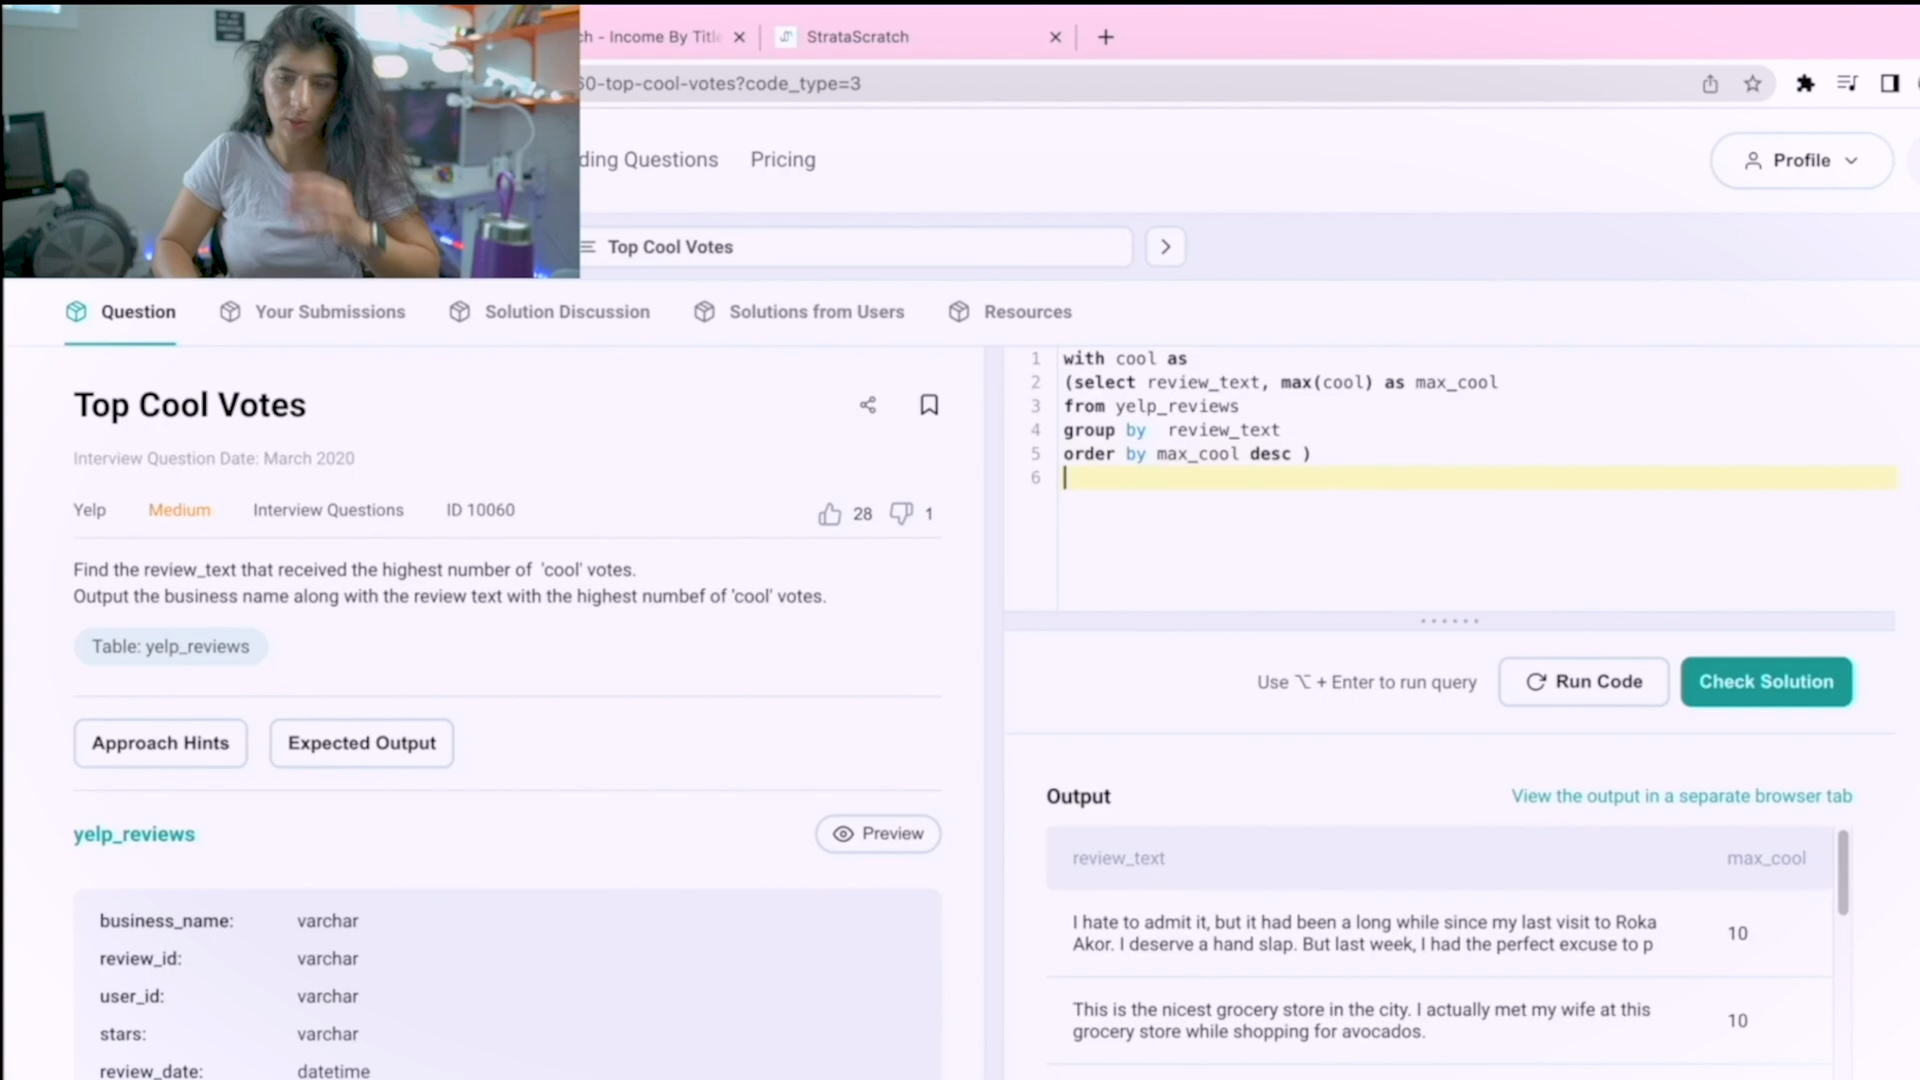 ch - Income By Title
StrataScratch
60-top-cool-votes?code_type=3
ding Questions
Pricing
Profile
Top Cool Votes
Question
Your Submissions
Solution Discussion
Solutions from Users
Resources
Top Cool Votes
Interview Question Date: March 2020
Yelp Medium Interview Questions ID 10060
28 1
Find the review_text that received the highest number of  'cool' votes.
Output the business name along with the review text with the highest numbef of 'cool' votes.
Table: yelp_reviews
Approach Hints
Expected Output
yelp_reviews
Preview
business_name: varchar
review_id: varchar
user_id: varchar
stars: varchar
review_date: datetime
1 with cool as
2 (select review_text, max(cool) as max_cool
3 from yelp_reviews
4 group by  review_text
5 order by max_cool desc )
6
Use ⌥ + Enter to run query
Run Code
Check Solution
Output
View the output in a separate browser tab
review_text max_cool
I hate to admit it, but it had been a long while since my last visit to Roka
Akor. I deserve a hand slap. But last week, I had the perfect excuse to p
10
This is the nicest grocery store in the city. I actually met my wife at this
grocery store while shopping for avocados.
10